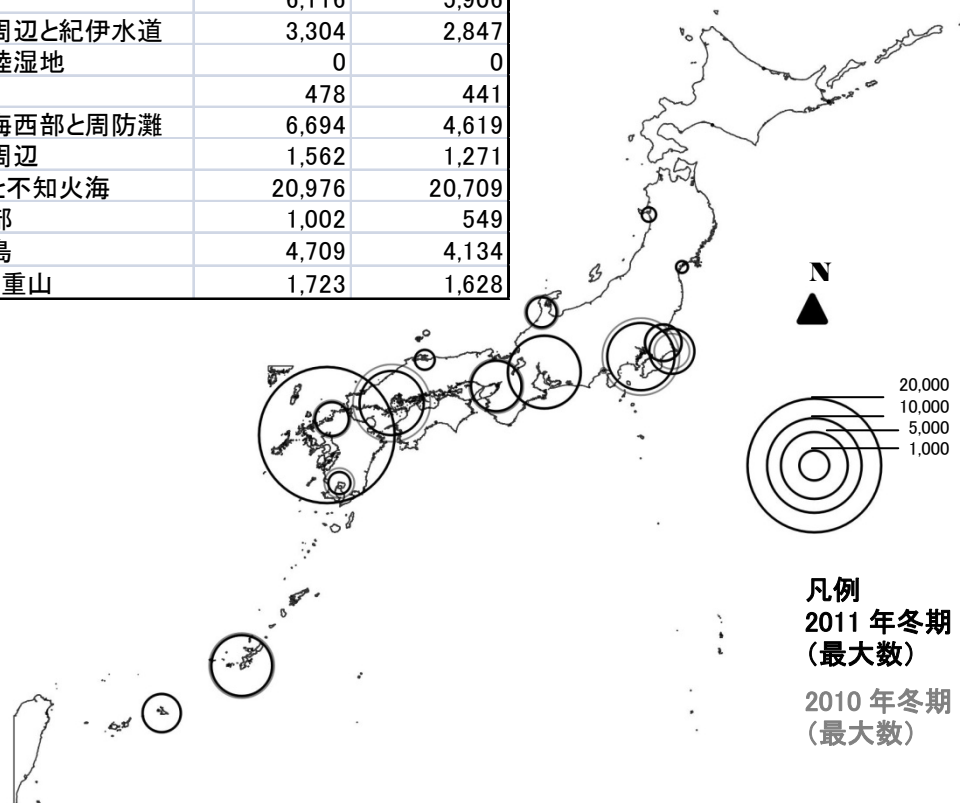 6,116 5,906
周辺と紀伊水道 3,304 2,847
陸湿地 0 0
478 441
海西部と周防灘 6,694 4,619
周辺 1,562 1,271
と不知火海 20,976 20,709
部 1,002 549
島 4,709 4,134
重山 1,723 1,628
N
20,000
10,000
5,000
1,000
凡例
2011 年冬期
（最大数）
2010 年冬期
（最大数）